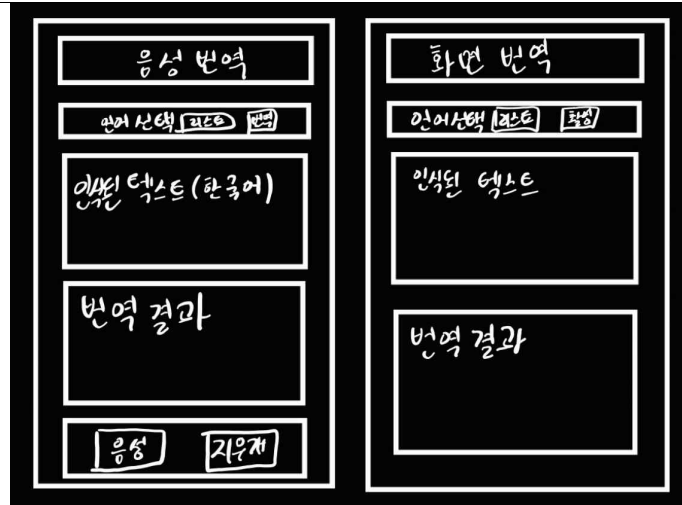 음성 번역
언어 선택 리스트 번역
인식된 텍스트(한국어)
번역 결과
음성 지우개
화면 번역
언어선택 리스트 활성
인식된 텍스트
번역 결과